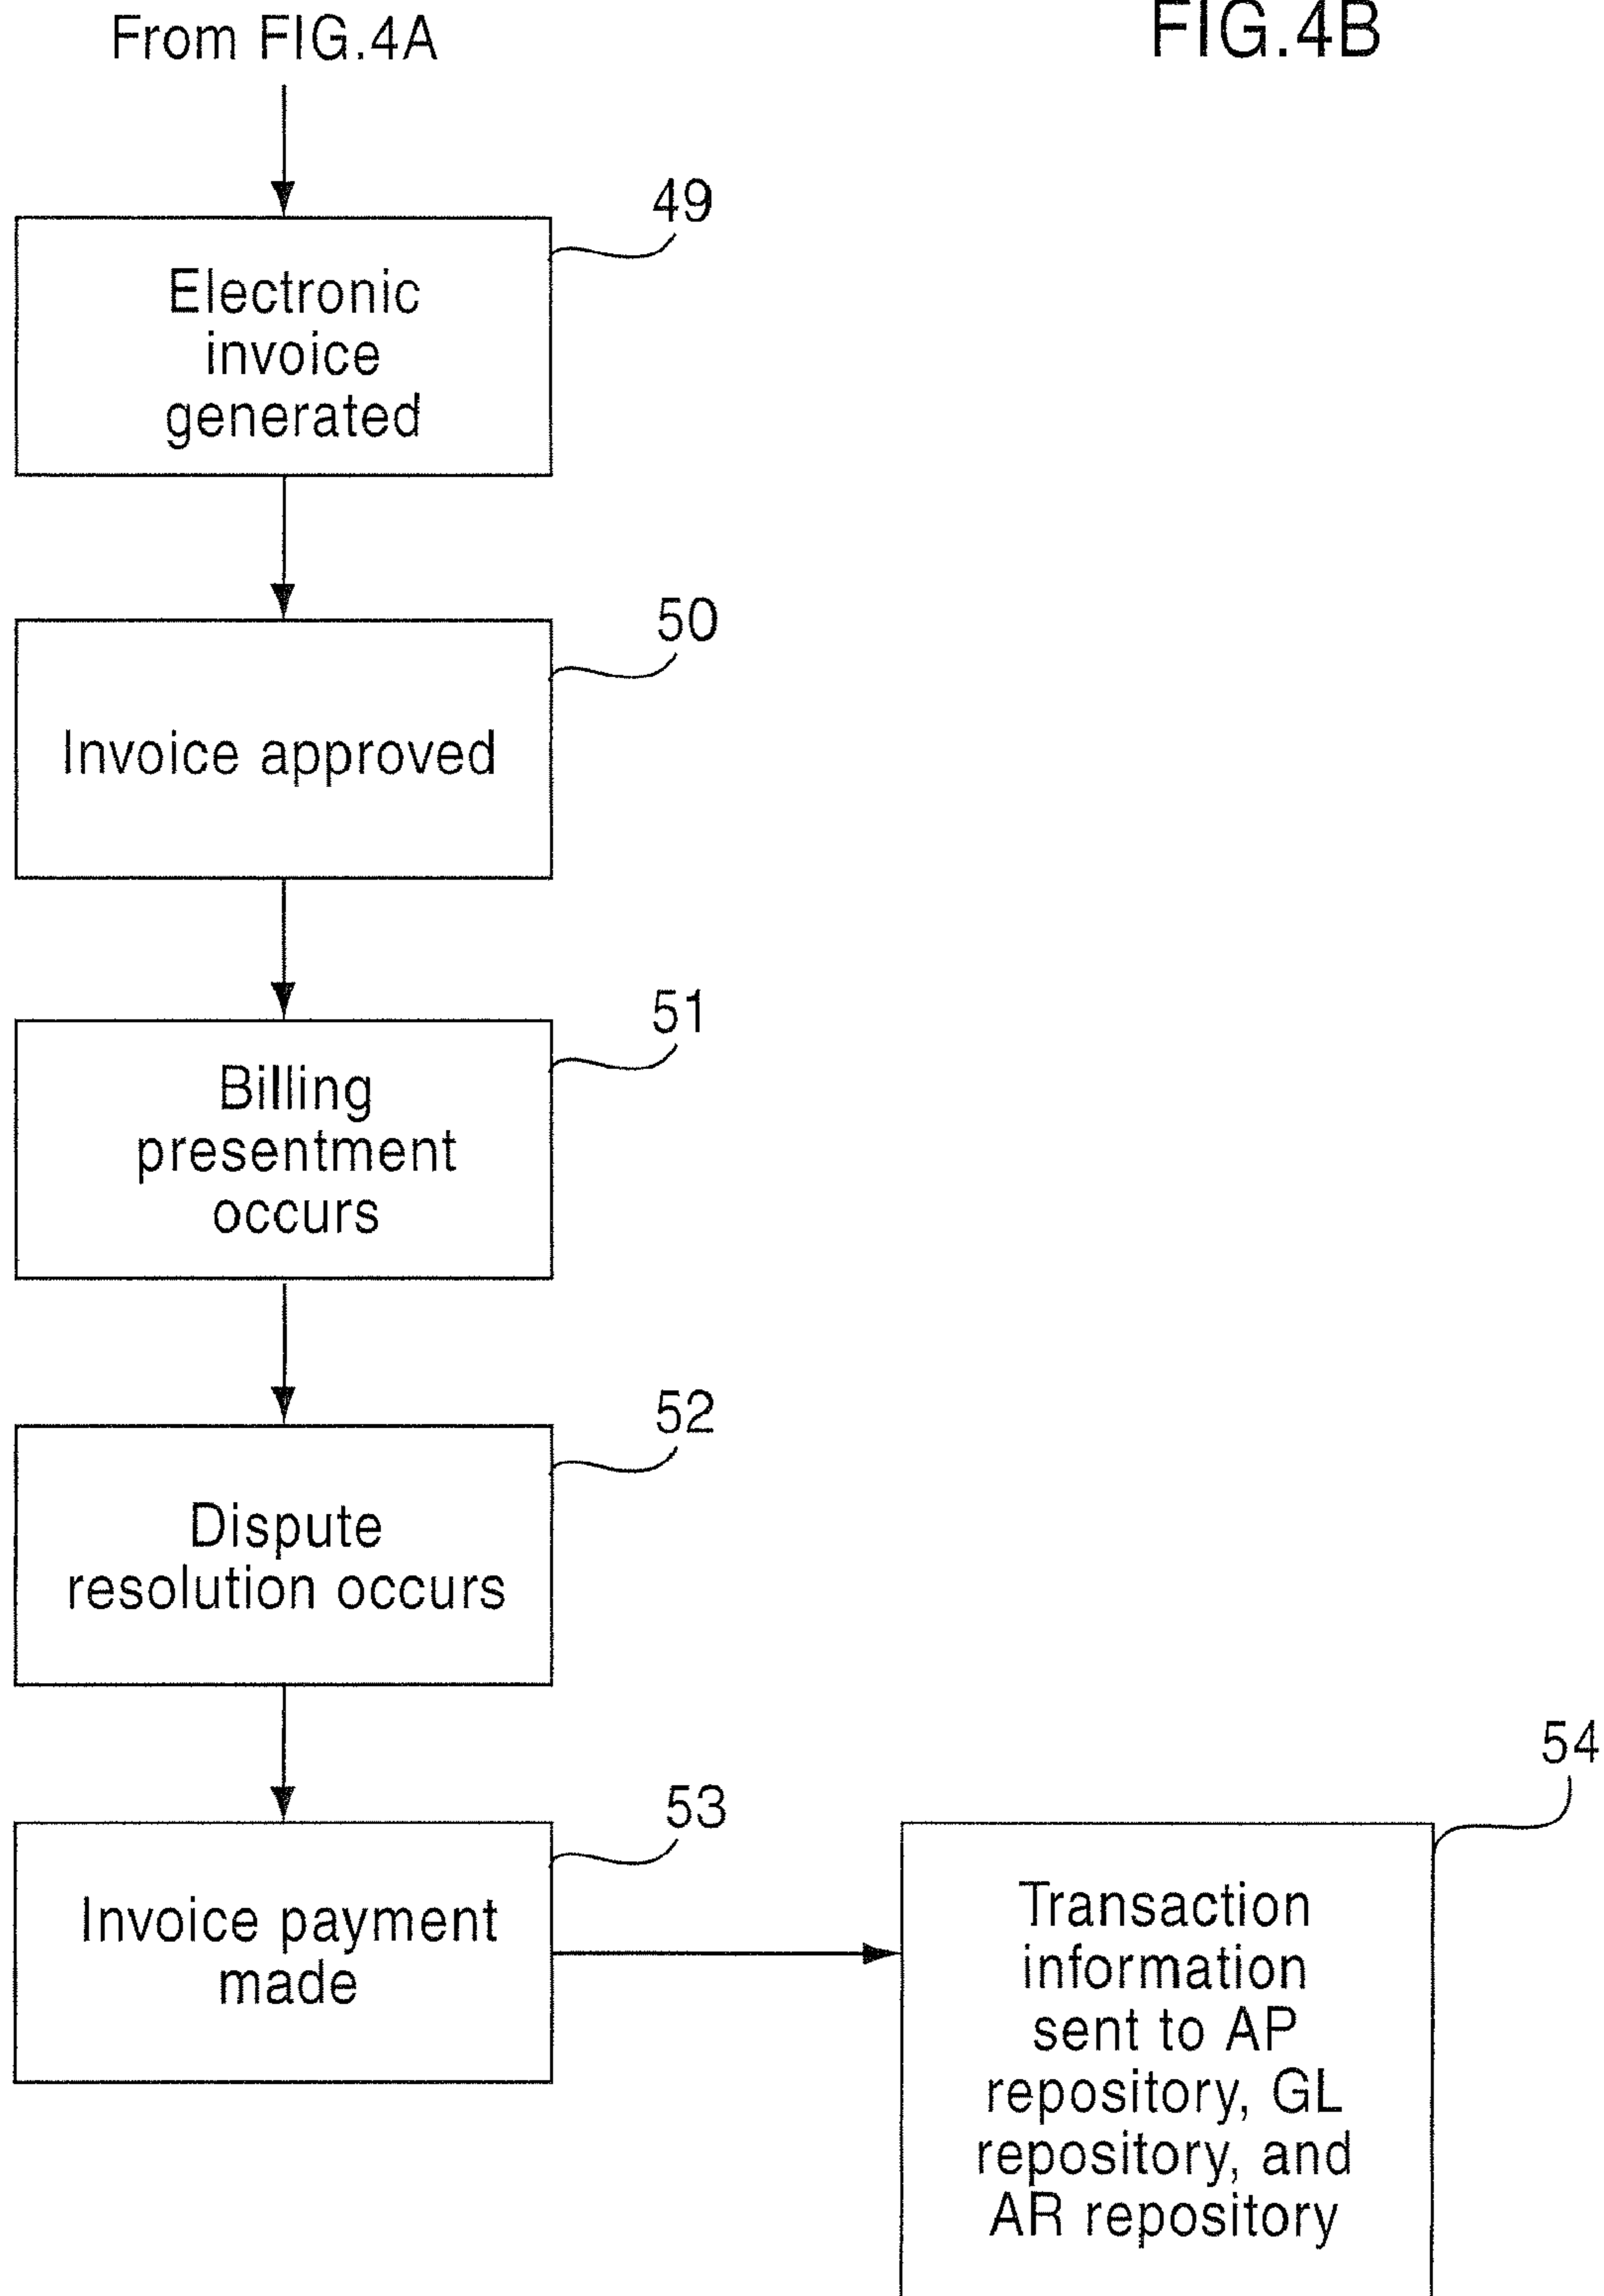 From FIG.4A
FIG.4B
49
Electronic
invoice
generated
50
Invoice approved
51
Billing
presentment
occurs
52
Dispute
resolution occurs
53
Invoice payment
made
54
Transaction
information
sent to AP
repository, GL
repository, and
AR repository